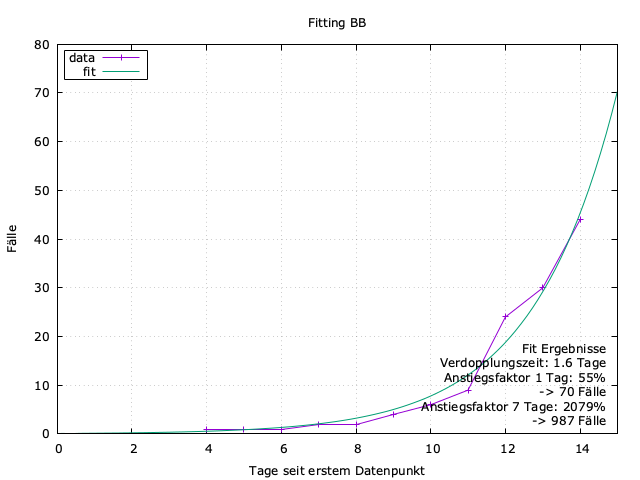 Fitting BB
data
fit
80
70
60
50
40
30
20
10
0
Fälle
Fit Ergebnisse
Verdopplungszeit: 1.6 Tage
Anstiegsfaktor 1 Tag: 55%
-> 70 Fälle
Anstiegsfaktor 7 Tage: 2079%
-> 987 Fälle
0 2 4 6 8 10 12 14
Tage seit erstem Datenpunkt